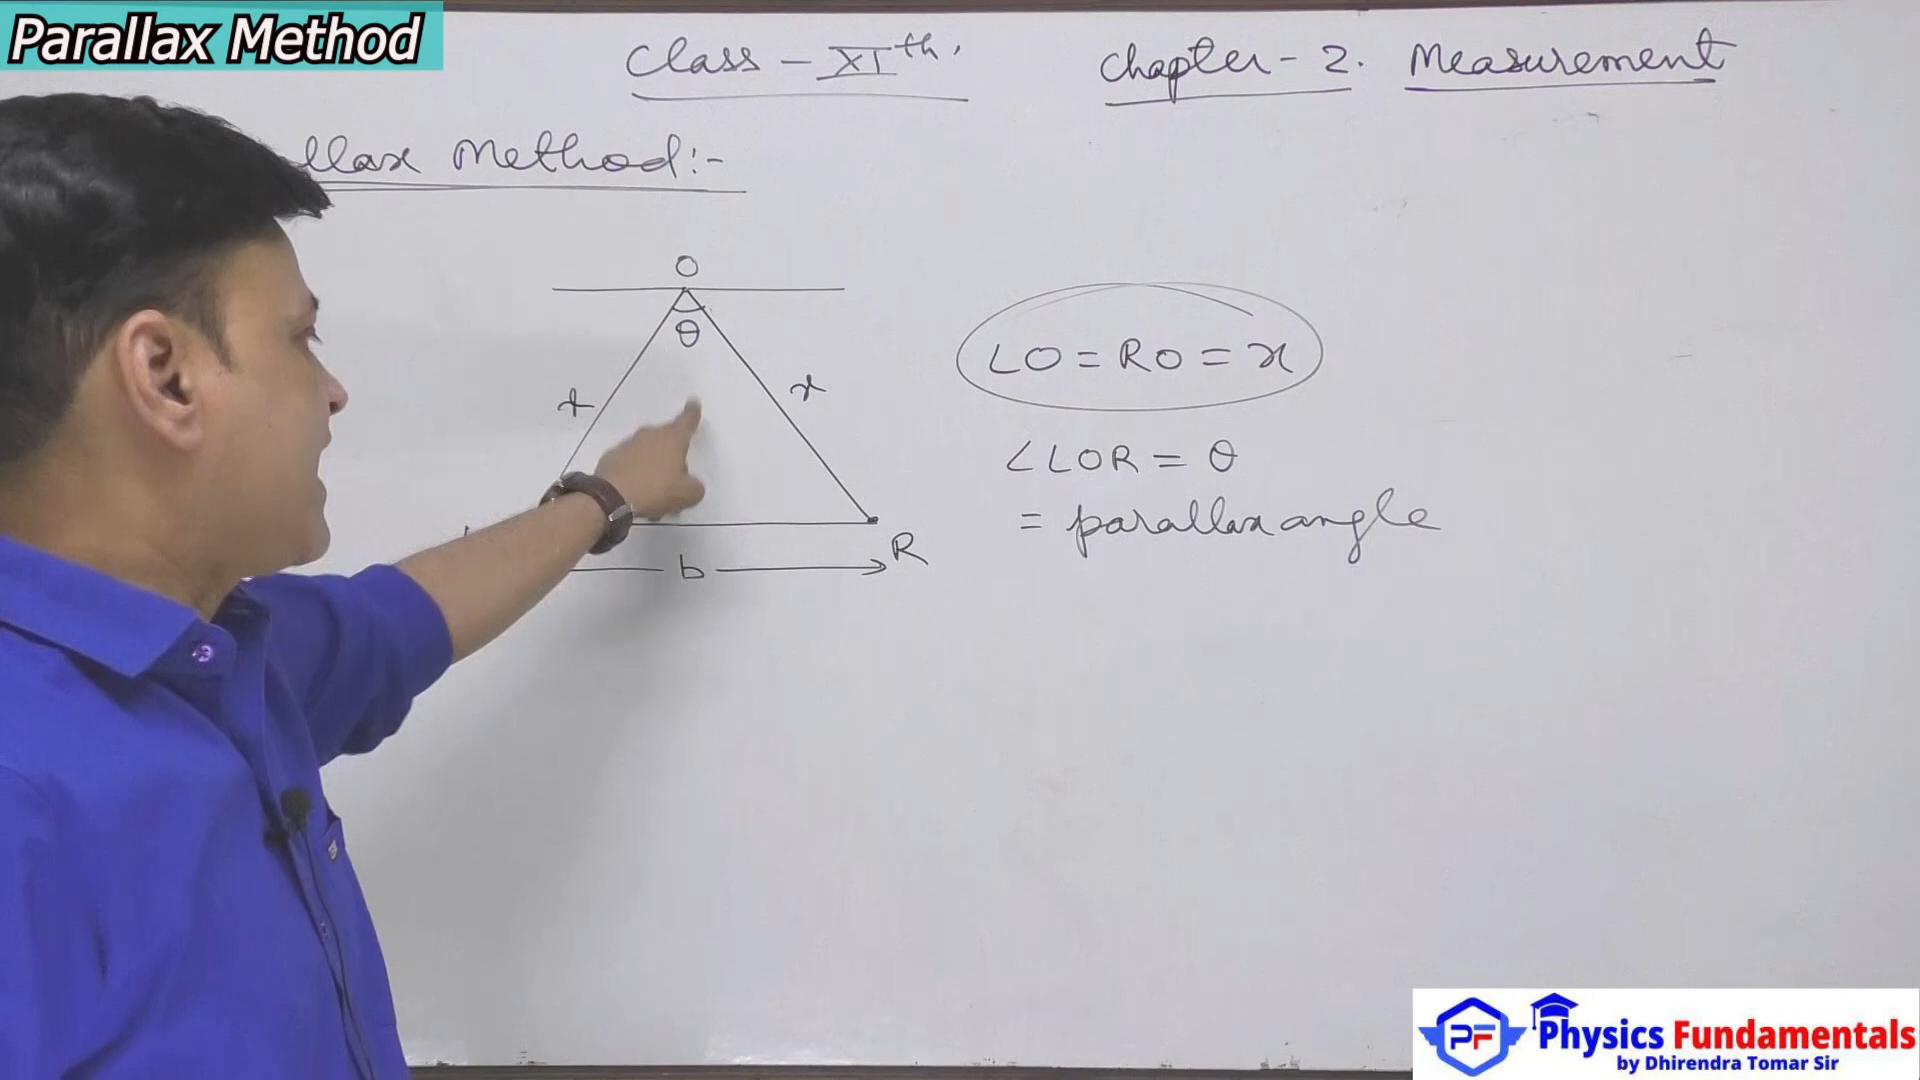 Parallax Method
Class - XIth. Chapter - 2. Measurement
llax Method:-
O
θ
x x
R
b
LO = RO = x
∠LOR = θ
= parallax angle
PF Physics Fundamentals
by Dhirendra Tomar Sir